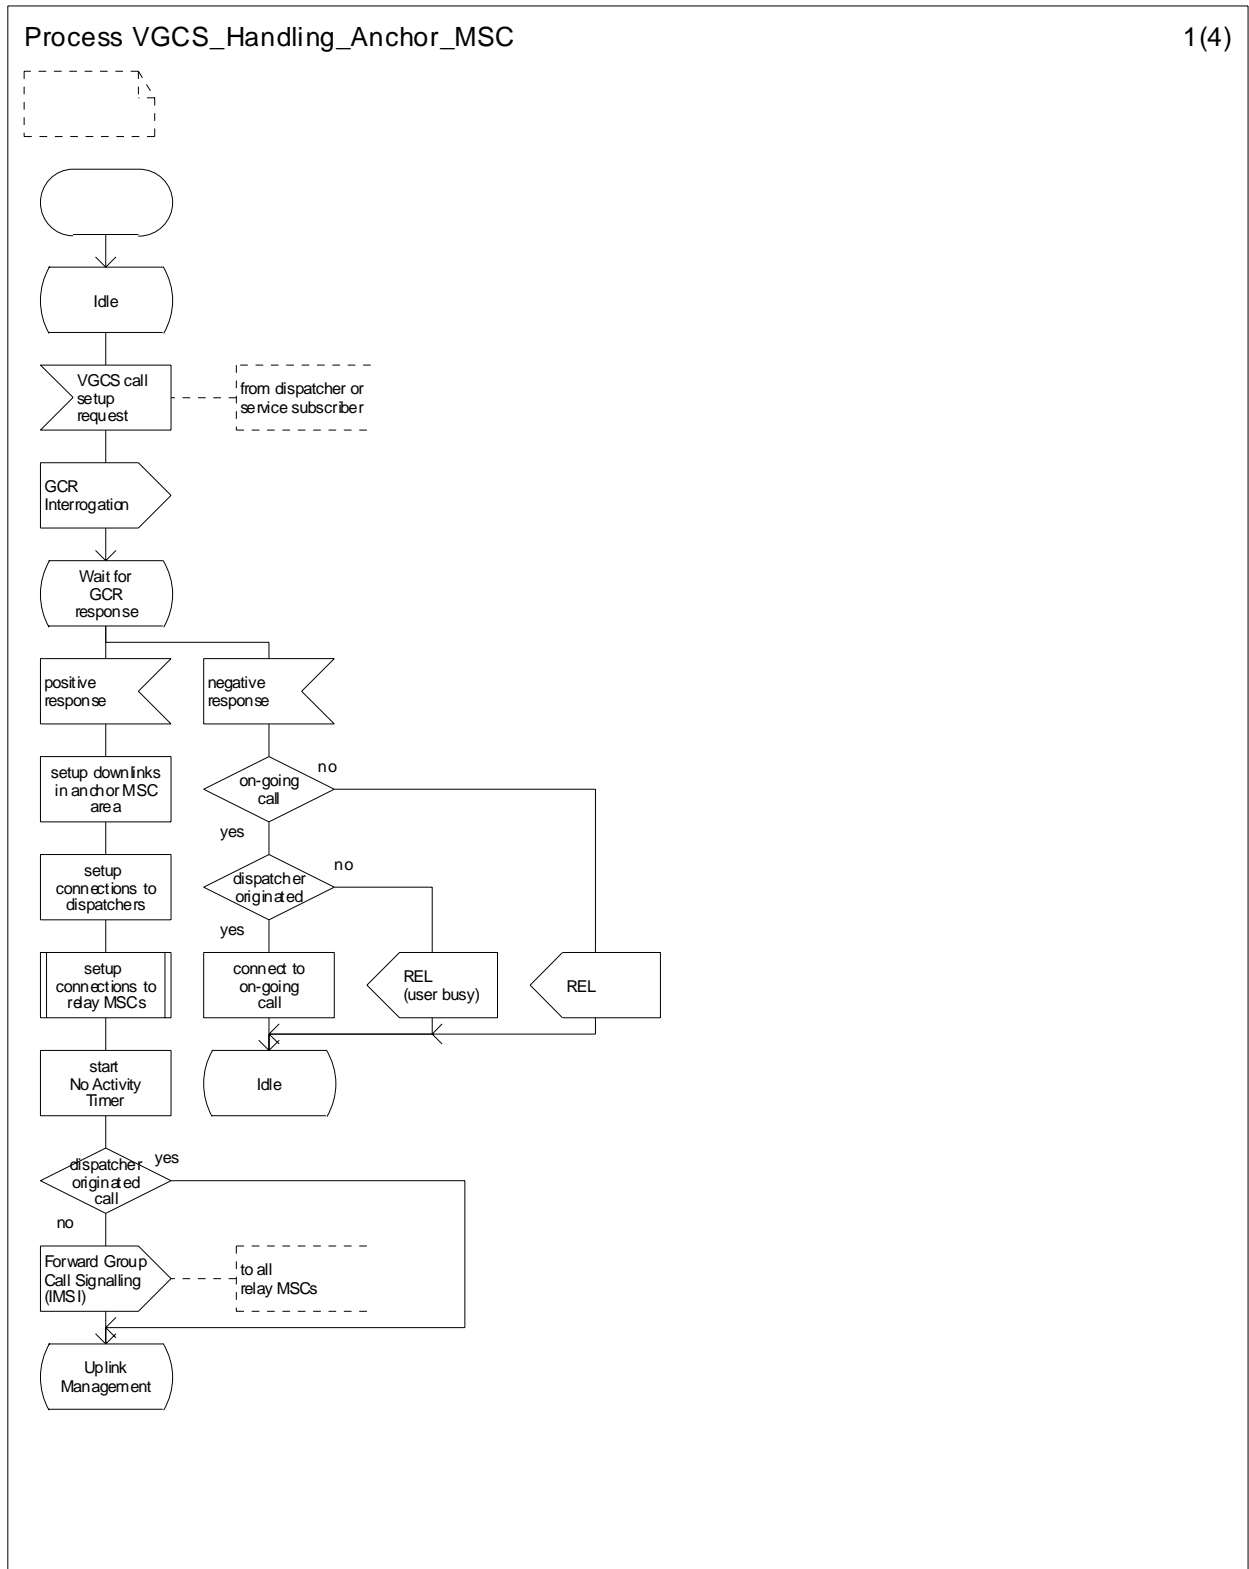 Process VGCS_Handling_Anchor_MSC
1(4)
Idle
VGCS call
setup
request
from dispatcher or
service subscriber
GCR
Interrogation
Wait for
GCR
response
positive
response
negative
response
setup downlinks
in anchor MSC
area
on-going
call
no
yes
setup
connections to
dispatchers
dispatcher
originated
no
yes
setup
connections to
relay MSCs
connect to
on-going
call
REL
(user busy)
REL
start
No Activity
Timer
Idle
dispatcher
originated
call
yes
no
Forward Group
Call Signalling
(IMSI)
to all
relay MSCs
Uplink
Management